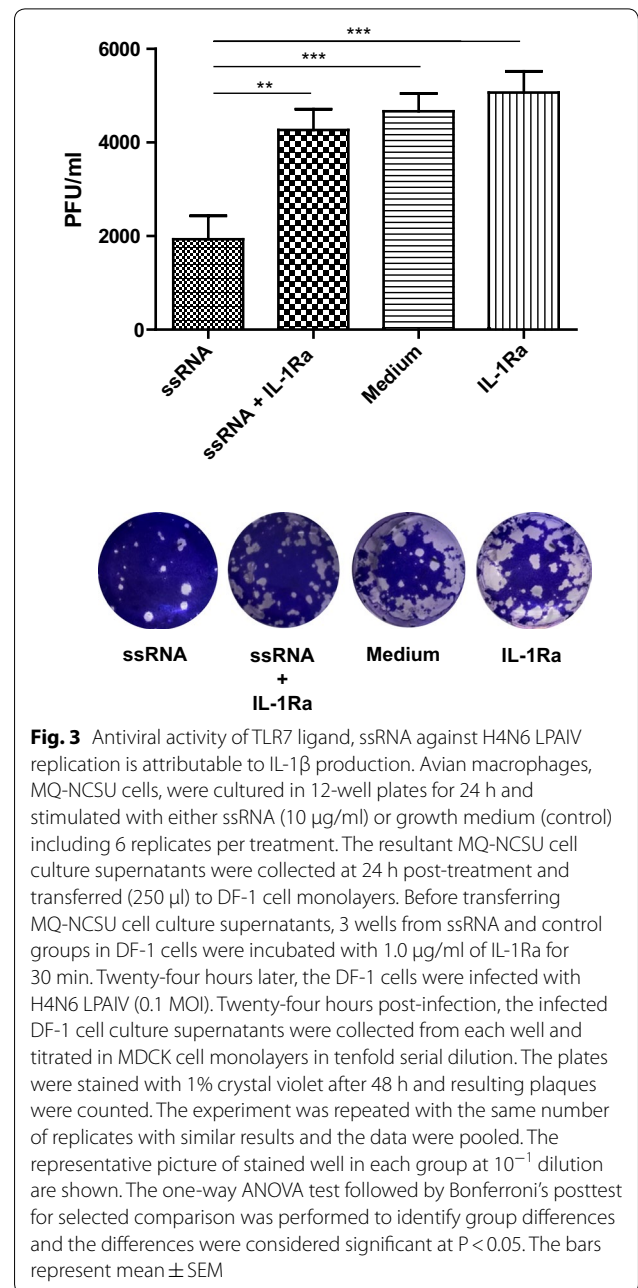 ***
***
**
6000
4000
2000
0
PFU/ml
ssRNA
ssRNA + IL-1Ra
Medium
IL-1Ra
ssRNA
ssRNA
+
IL-1Ra
Medium
IL-1Ra
Fig. 3 Antiviral activity of TLR7 ligand, ssRNA against H4N6 LPAIV
replication is attributable to IL-1β production. Avian macrophages,
MQ-NCSU cells, were cultured in 12-well plates for 24 h and
stimulated with either ssRNA (10 µg/ml) or growth medium (control)
including 6 replicates per treatment. The resultant MQ-NCSU cell
culture supernatants were collected at 24 h post-treatment and
transferred (250 µl) to DF-1 cell monolayers. Before transferring
MQ-NCSU cell culture supernatants, 3 wells from ssRNA and control
groups in DF-1 cells were incubated with 1.0 µg/ml of IL-1Ra for
30 min. Twenty-four hours later, the DF-1 cells were infected with
H4N6 LPAIV (0.1 MOI). Twenty-four hours post-infection, the infected
DF-1 cell culture supernatants were collected from each well and
titrated in MDCK cell monolayers in tenfold serial dilution. The plates
were stained with 1% crystal violet after 48 h and resulting plaques
were counted. The experiment was repeated with the same number
of replicates with similar results and the data were pooled. The
representative picture of stained well in each group at 10⁻¹ dilution
are shown. The one-way ANOVA test followed by Bonferroni's posttest
for selected comparison was performed to identify group differences
and the differences were considered significant at P < 0.05. The bars
represent mean ± SEM